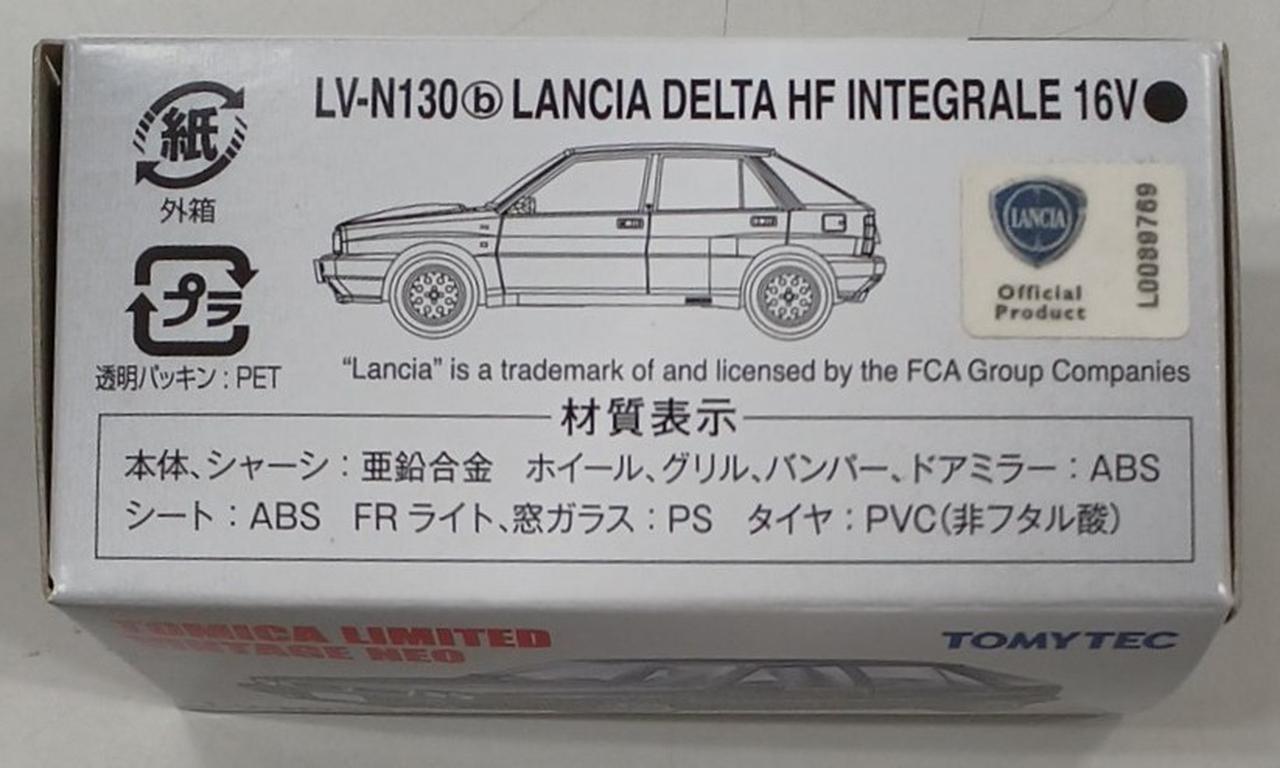 LV-N130ⓑ LANCIA DELTA HF INTEGRALE 16V●
紙
外箱
プラ
透明パッキン:PET
LANCIA
Official
Product
L0089769
“Lancia” is a trademark of and licensed by the FCA Group Companies
材質表示
本体、シャーシ:亜鉛合金 ホイール、グリル、バンパー、ドアミラー:ABS
シート:ABS FRライト、窓ガラス:PS タイヤ:PVC(非フタル酸)
TOMICA LIMITED
VINTAGE NEO
TOMYTEC